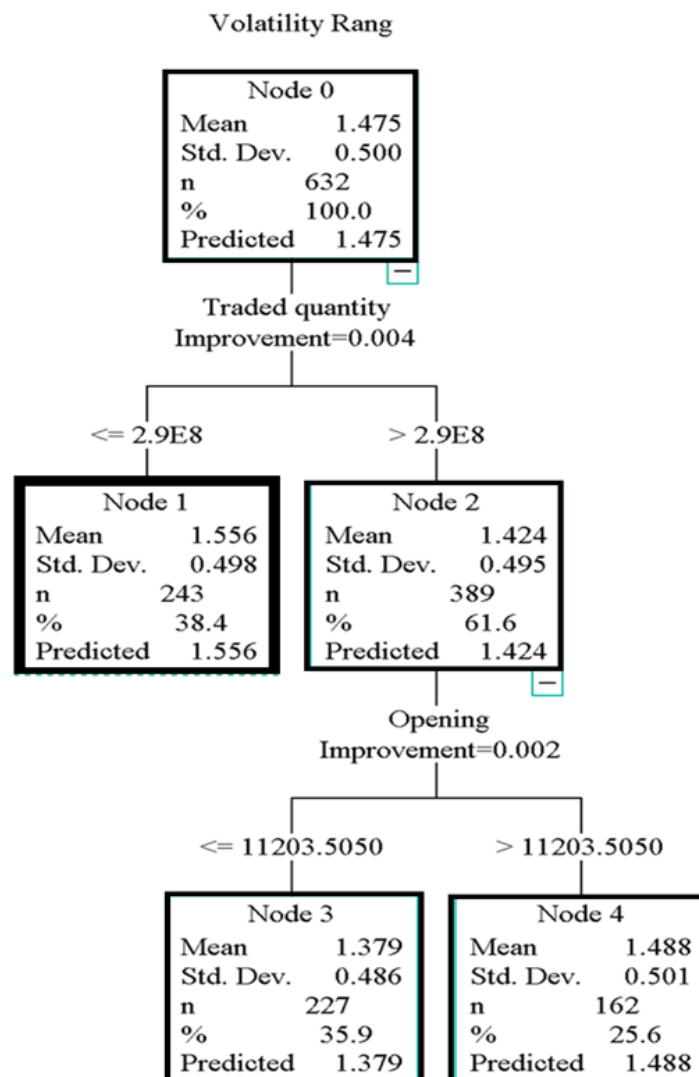 Volatility Rang
Node 0
Mean 1.475
Std. Dev. 0.500
n 632
% 100.0
Predicted 1.475
Traded quantity
Improvement=0.004
<= 2.9E8
> 2.9E8
Node 1
Mean 1.556
Std. Dev. 0.498
n 243
% 38.4
Predicted 1.556
Node 2
Mean 1.424
Std. Dev. 0.495
n 389
% 61.6
Predicted 1.424
Opening
Improvement=0.002
<= 11203.5050
> 11203.5050
Node 3
Mean 1.379
Std. Dev. 0.486
n 227
% 35.9
Predicted 1.379
Node 4
Mean 1.488
Std. Dev. 0.501
n 162
% 25.6
Predicted 1.488